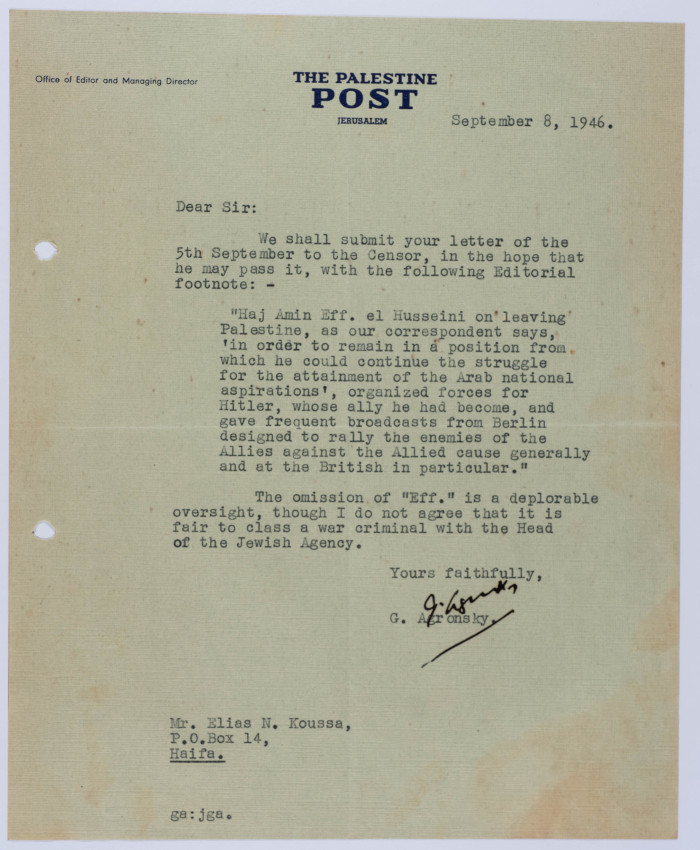 Office of Editor and Managing Director
THE PALESTINE
POST
JERUSALEM
September 8, 1946.
Dear Sir:
We shall submit your letter of the
5th September to the Censor, in the hope that
he may pass it, with the following Editorial
footnote: -
"Haj Amin Eff. el Husseini on leaving
Palestine, as our correspondent says,
'in order to remain in a position from
which he could continue the struggle
for the attainment of the Arab national
aspirations', organized forces for
Hitler, whose ally he had become, and
gave frequent broadcasts from Berlin
designed to rally the enemies of the
Allies against the Allied cause generally
and at the British in particular."
The omission of "Eff." is a deplorable
oversight, though I do not agree that it is
fair to class a war criminal with the Head
of the Jewish Agency.
Yours faithfully,
G. Agronsky.
Mr. Elias N. Koussa,
P.O.Box 14,
Haifa.
ga:jga.